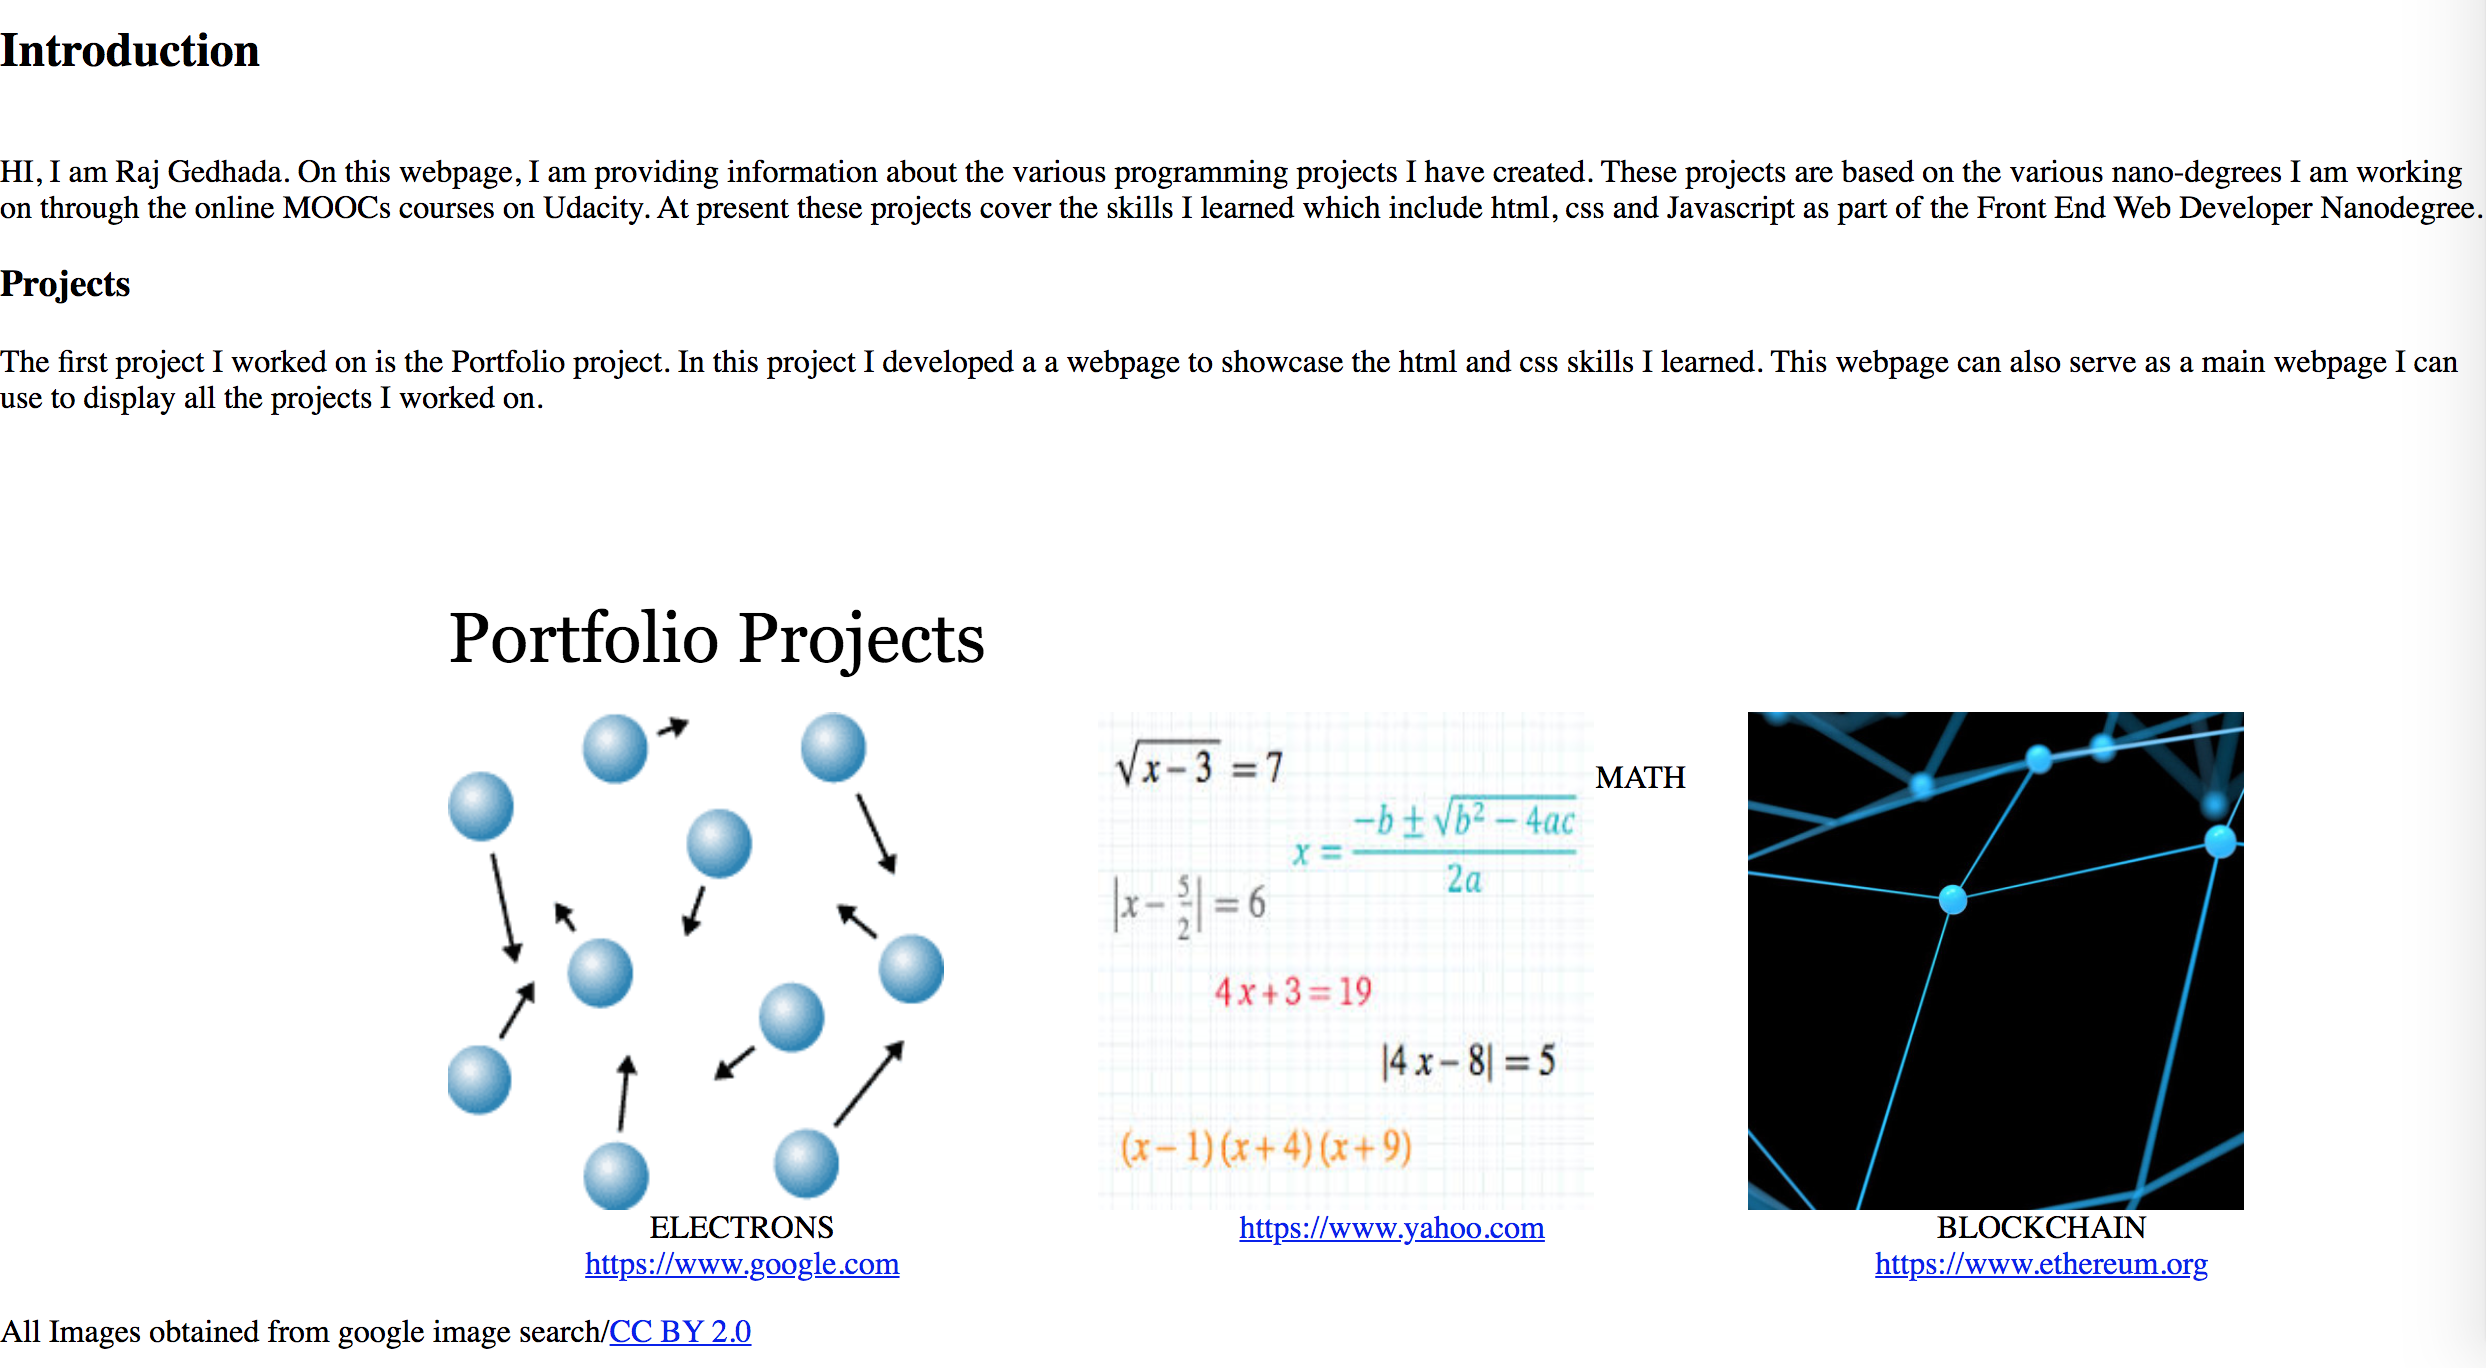 Introduction
HI, I am Raj Gedhada. On this webpage, I am providing information about the various programming projects I have created. These projects are based on the various nano-degrees I am working
on through the online MOOCs courses on Udacity. At present these projects cover the skills I learned which include html, css and Javascript as part of the Front End Web Developer Nanodegree.
Projects
The first project I worked on is the Portfolio project. In this project I developed a a webpage to showcase the html and css skills I learned. This webpage can also serve as a main webpage I can
use to display all the projects I worked on.
Portfolio Projects
√x − 3 = 7
MATH
x = −b ± √b² − 4ac / 2a
|x − 5/2| = 6
4x + 3 = 19
|4x − 8| = 5
(x − 1)(x + 4)(x + 9)
ELECTRONS
https://www.google.com
https://www.yahoo.com
BLOCKCHAIN
https://www.ethereum.org
All Images obtained from google image search/CC BY 2.0